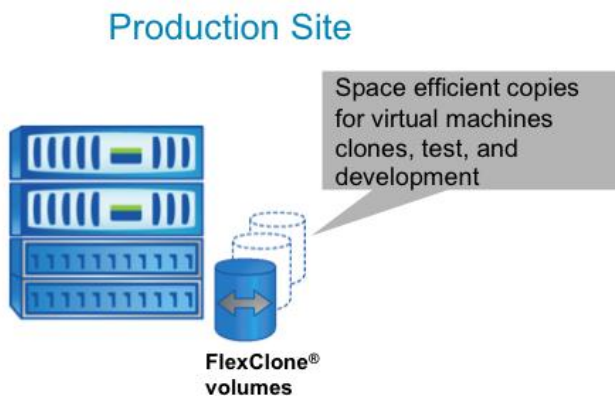 Production Site
Space efficient copies
for virtual machines
clones, test, and
development
FlexClone®
volumes